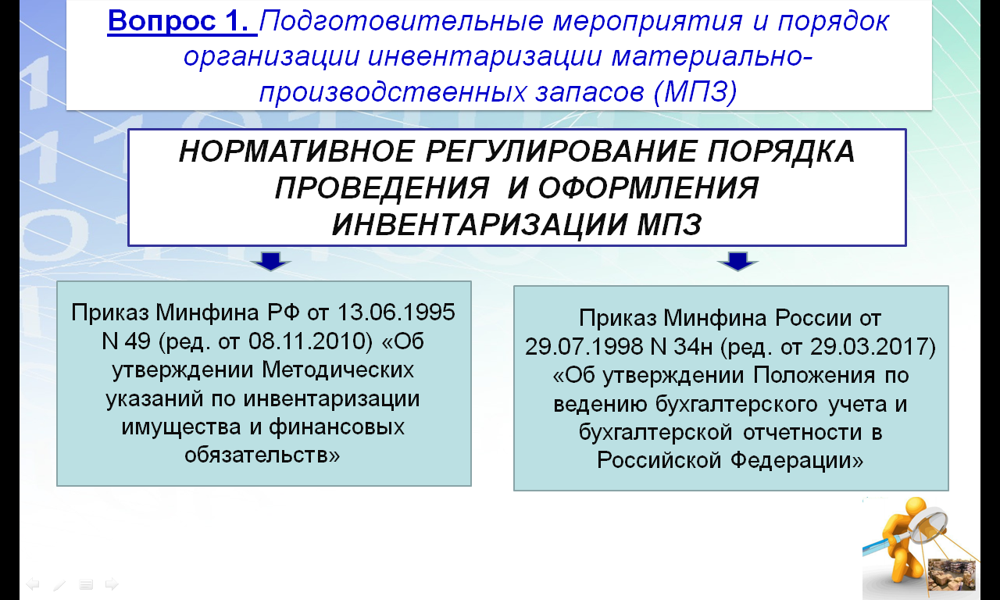 Вопрос 1. Подготовительные мероприятия и порядок
организации инвентаризации материально-
производственных запасов (МПЗ)
НОРМАТИВНОЕ РЕГУЛИРОВАНИЕ ПОРЯДКА
ПРОВЕДЕНИЯ И ОФОРМЛЕНИЯ
ИНВЕНТАРИЗАЦИИ МПЗ
Приказ Минфина РФ от 13.06.1995
N 49 (ред. от 08.11.2010) «Об
утверждении Методических
указаний по инвентаризации
имущества и финансовых
обязательств»
Приказ Минфина России от
29.07.1998 N 34н (ред. от 29.03.2017)
«Об утверждении Положения по
ведению бухгалтерского учета и
бухгалтерской отчетности в
Российской Федерации»